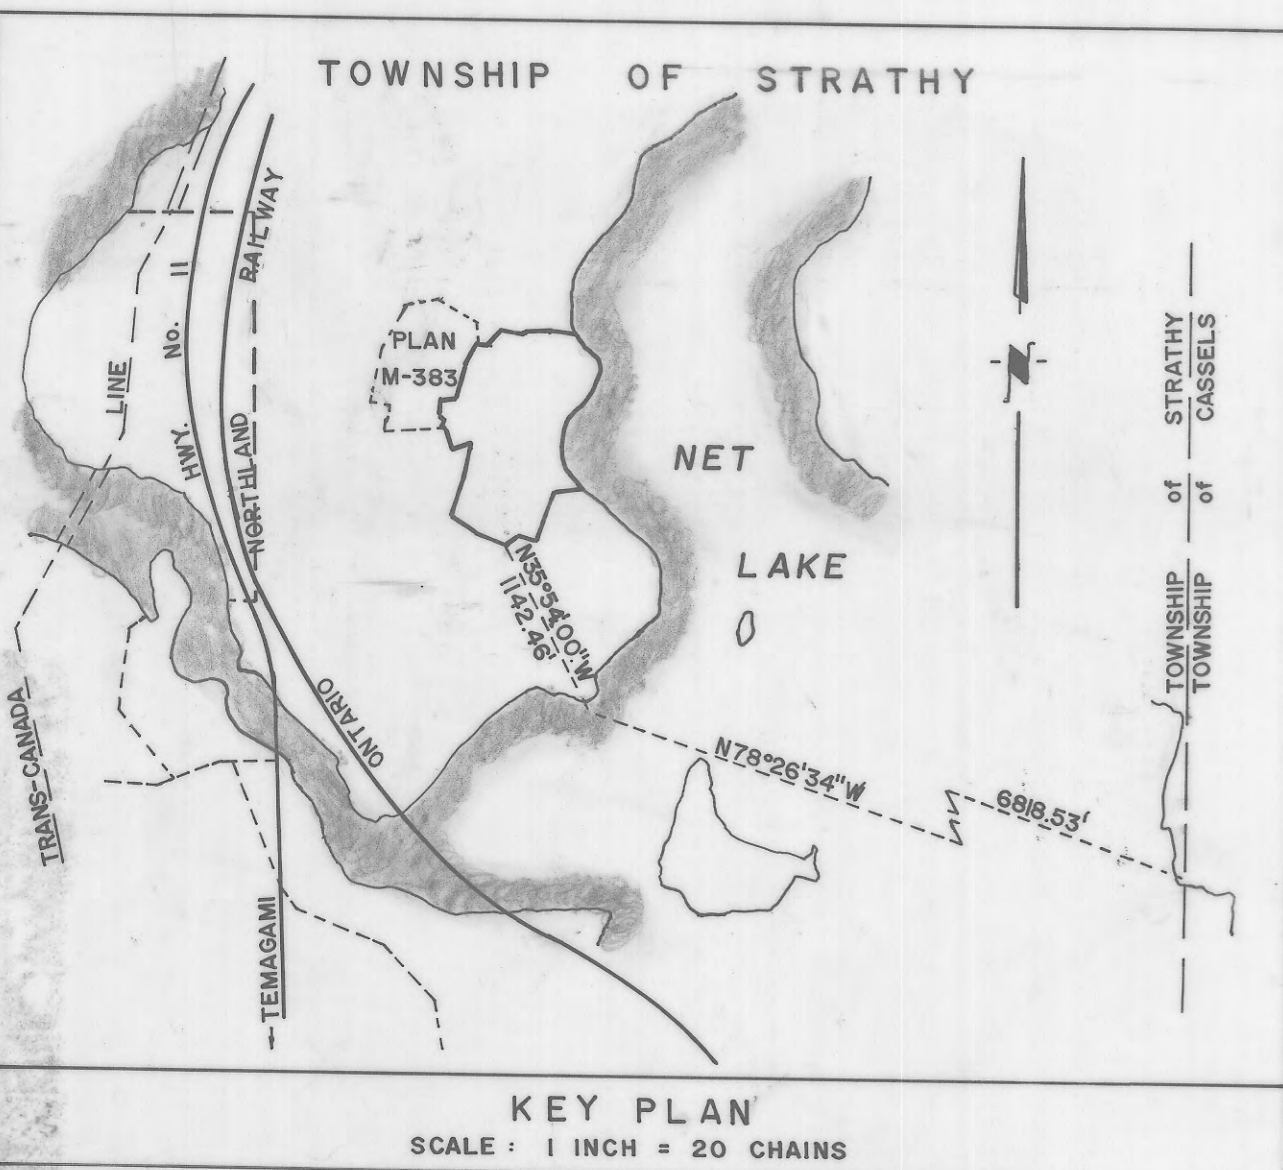 TOWNSHIP OF STRATHY
HWY. No. 11
ONTARIO NORTHLAND RAILWAY
PLAN
M-383
TRANS-CANADA LINE
NET
LAKE
N35°54'00"W
1142.46'
N78°26'34"W
6818.53'
TOWNSHIP of STRATHY
TOWNSHIP of CASSELS
TEMAGAMI
KEY PLAN
SCALE : 1 INCH = 20 CHAINS